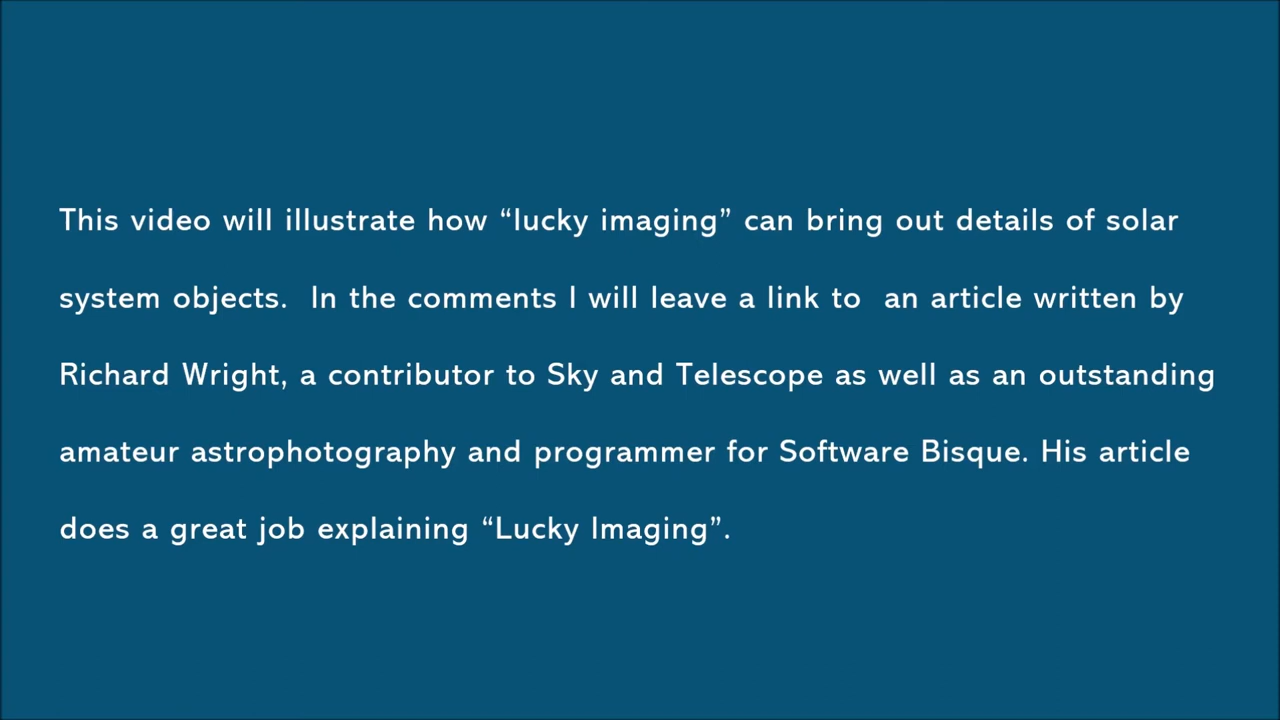 This video will illustrate how “lucky imaging” can bring out details of solar
system objects.  In the comments I will leave a link to  an article written by
Richard Wright, a contributor to Sky and Telescope as well as an outstanding
amateur astrophotography and programmer for Software Bisque. His article
does a great job explaining “Lucky Imaging”.